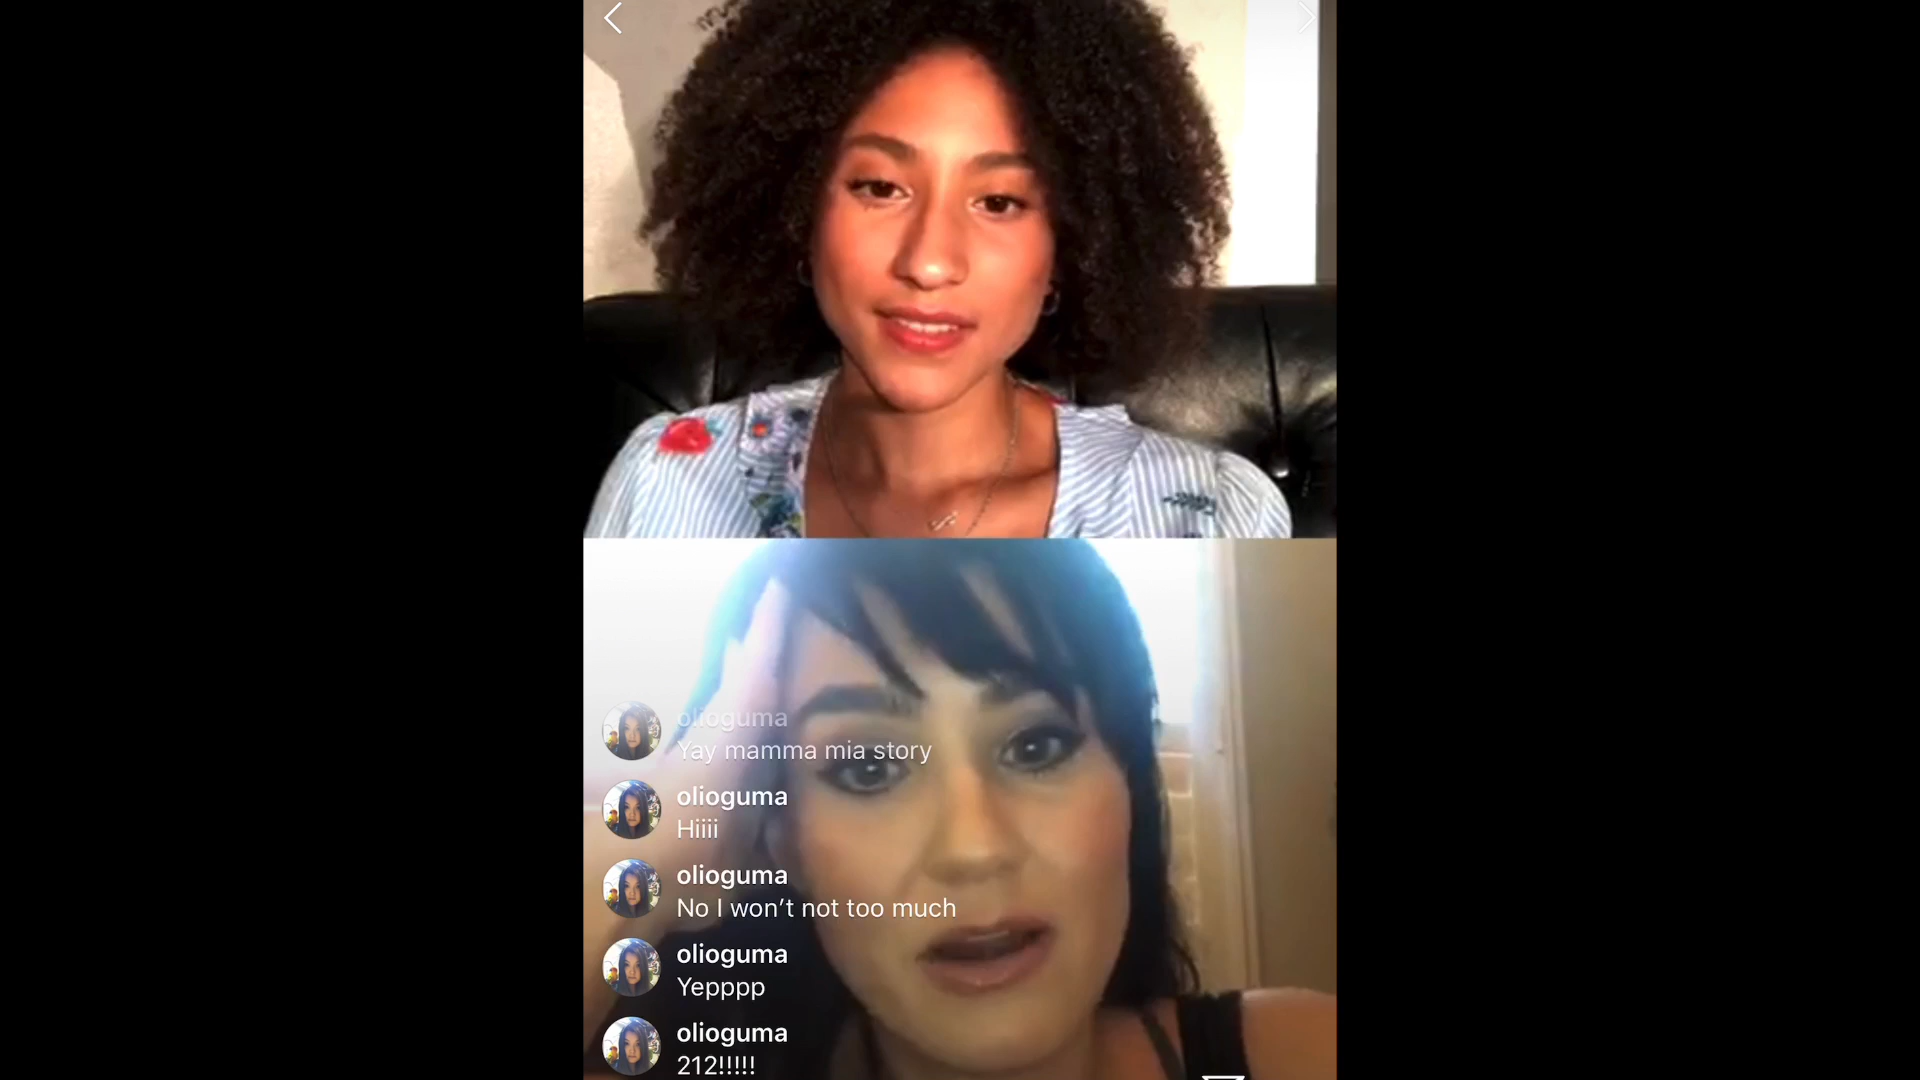 olioguma
Yay mamma mia story
olioguma
Hiiii
olioguma
No I won’t not too much
olioguma
Yepppp
olioguma
212!!!!!